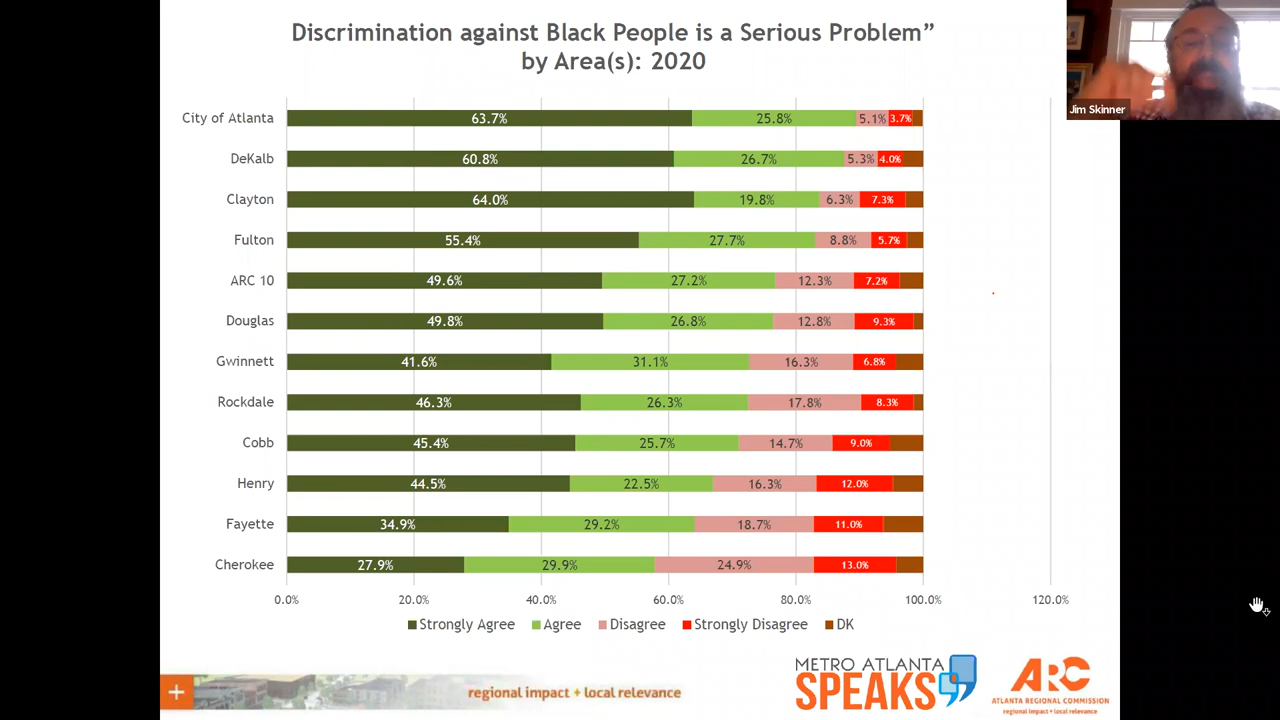 Discrimination against Black People is a Serious Problem”
by Area(s): 2020
Jim Skinner
City of Atlanta 63.7% 25.8% 5.1% 3.7%
DeKalb 60.8% 26.7% 5.3% 4.0%
Clayton 64.0% 19.8% 6.3% 7.3%
Fulton 55.4% 27.7% 8.8% 5.7%
ARC 10 49.6% 27.2% 12.3% 7.2%
Douglas 49.8% 26.8% 12.8% 9.3%
Gwinnett 41.6% 31.1% 16.3% 6.8%
Rockdale 46.3% 26.3% 17.8% 8.3%
Cobb 45.4% 25.7% 14.7% 9.0%
Henry 44.5% 22.5% 16.3% 12.0%
Fayette 34.9% 29.2% 18.7% 11.0%
Cherokee 27.9% 29.9% 24.9% 13.0%
0.0% 20.0% 40.0% 60.0% 80.0% 100.0% 120.0%
Strongly Agree Agree Disagree Strongly Disagree DK
regional impact + local relevance
METRO ATLANTA
SPEAKS
ARC
ATLANTA REGIONAL COMMISSION
regional impact + local relevance